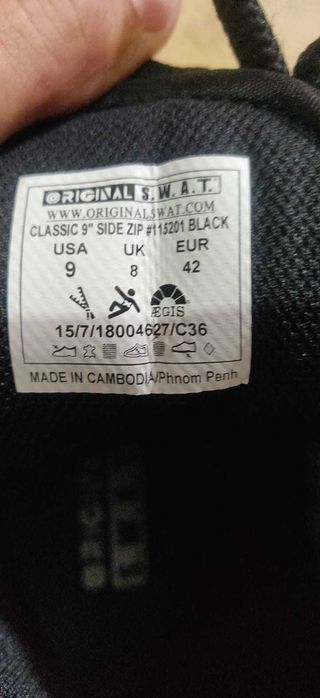 ORIGINAL S.W.A.T.
WWW.ORIGINALSWAT.COM
CLASSIC 9" SIDE ZIP #115201 BLACK
USA UK EUR
9 8 42
ÆGIS
15/7/18004627/C36
MADE IN CAMBODIA/Phnom Penh